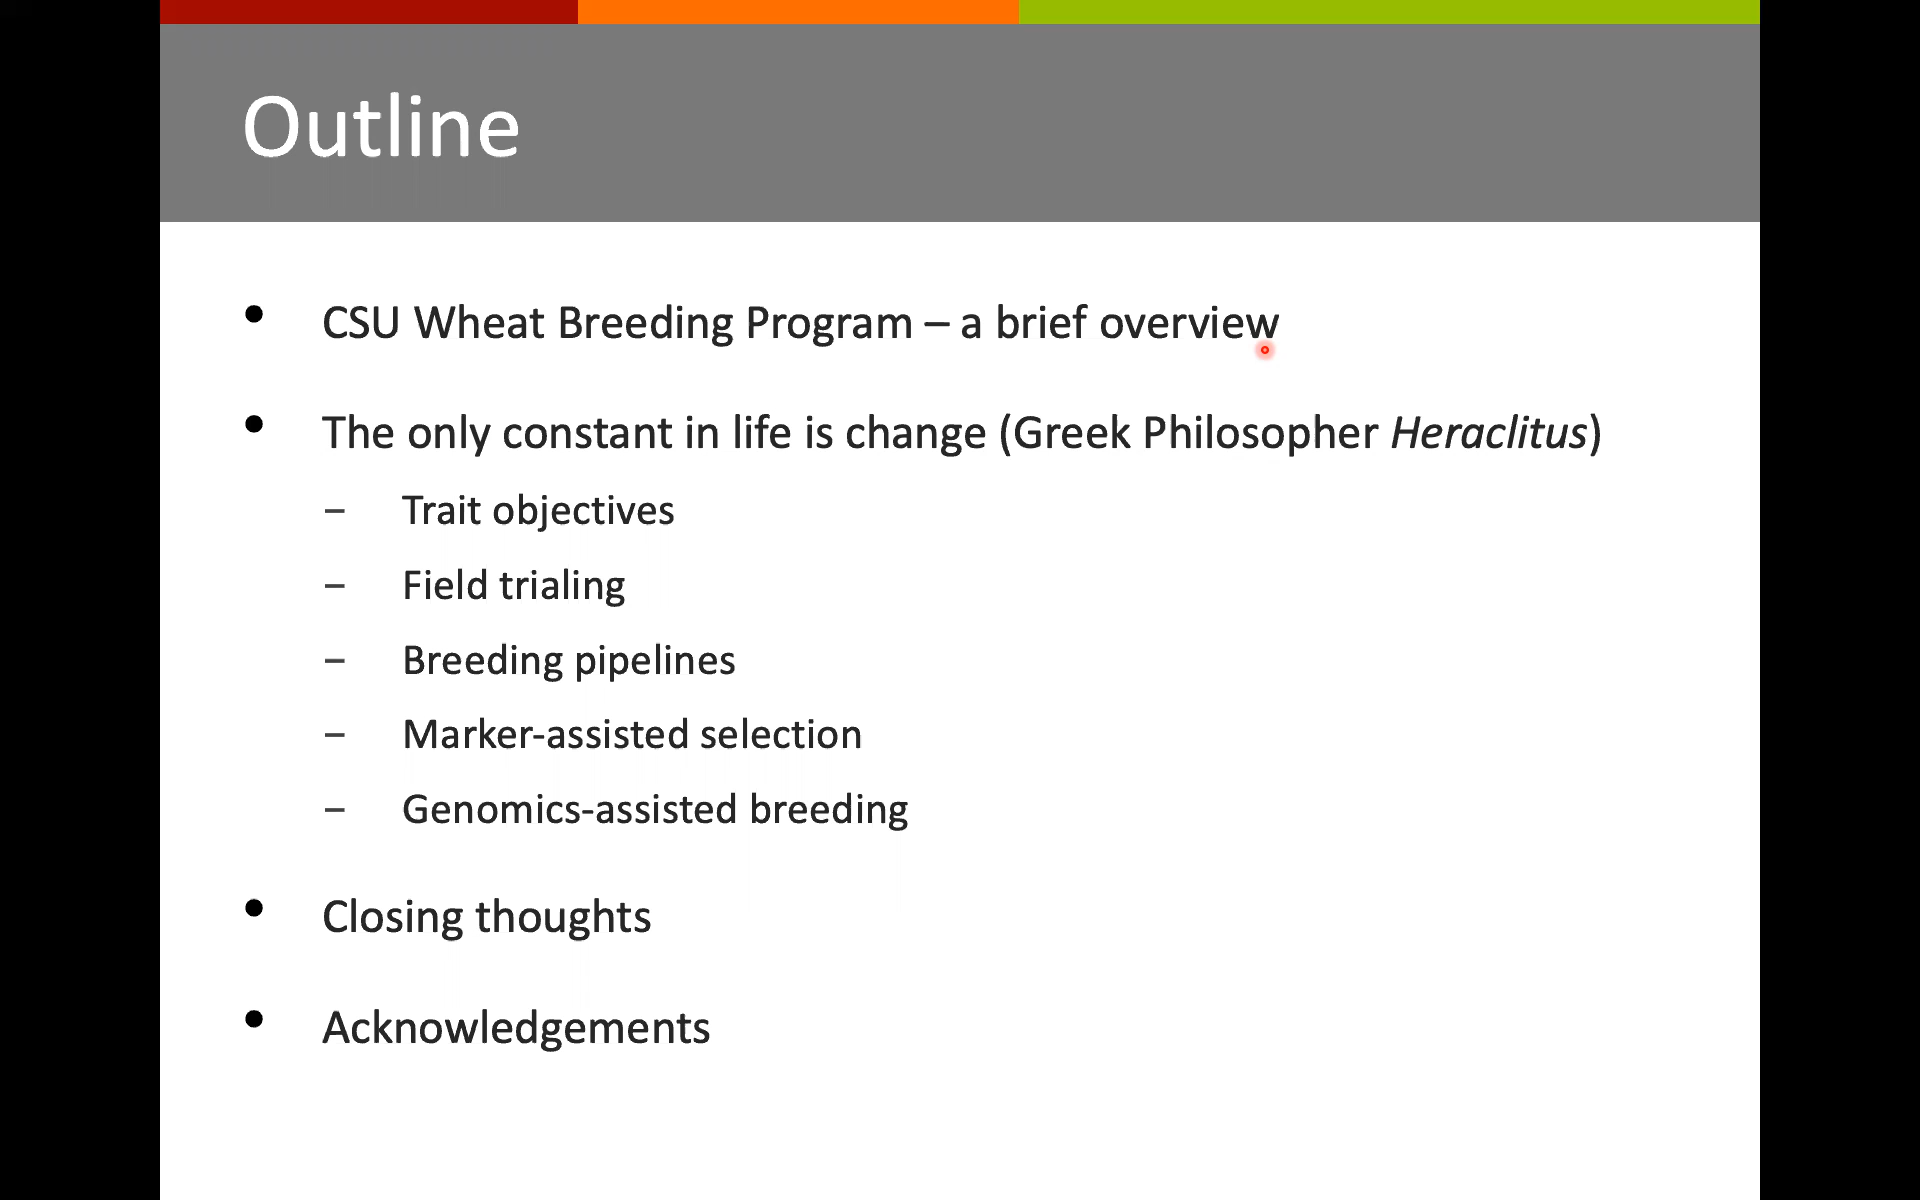 Outline
• CSU Wheat Breeding Program – a brief overview
• The only constant in life is change (Greek Philosopher Heraclitus)
– Trait objectives
– Field trialing
– Breeding pipelines
– Marker-assisted selection
– Genomics-assisted breeding
• Closing thoughts
• Acknowledgements